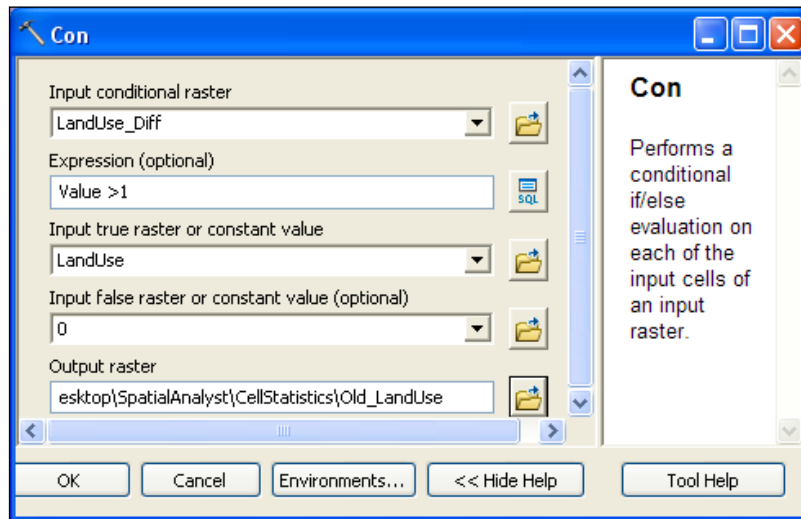 Con
Input conditional raster
LandUse_Diff
Expression (optional)
Value >1
SQL
Input true raster or constant value
LandUse
Input false raster or constant value (optional)
0
Output raster
esktop\SpatialAnalyst\CellStatistics\Old_LandUse
Con
Performs a
conditional
if/else
evaluation on
each of the
input cells of
an input
raster.
OK
Cancel
Environments...
<< Hide Help
Tool Help